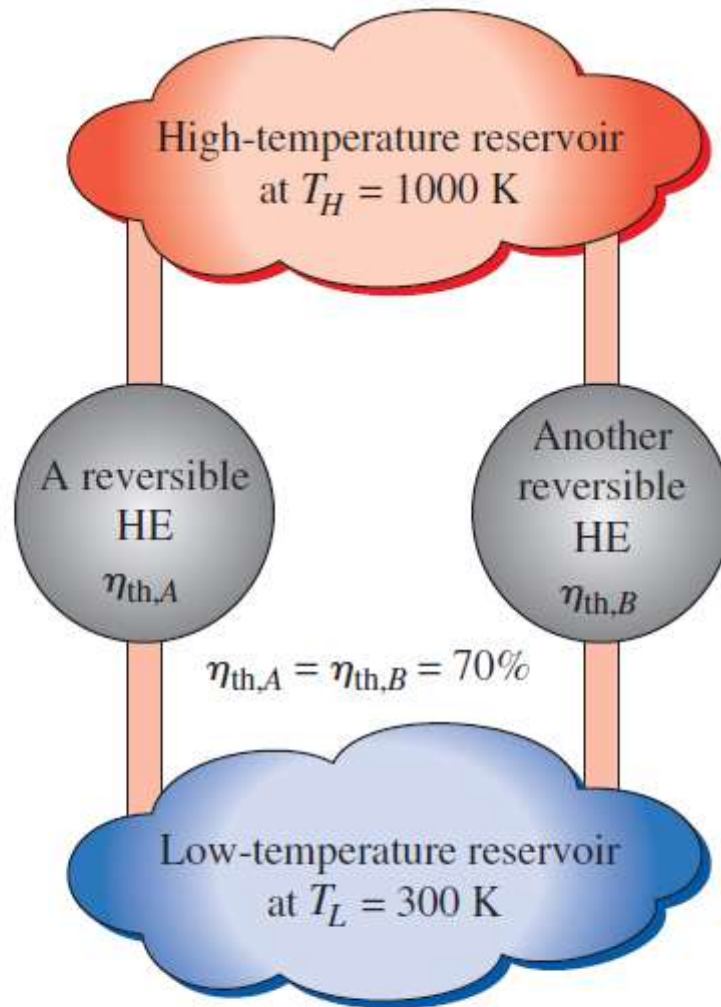 High-temperature reservoir
at T_H = 1000 K
A reversible
HE
η_th,A
Another
reversible
HE
η_th,B
η_th,A = η_th,B = 70%
Low-temperature reservoir
at T_L = 300 K